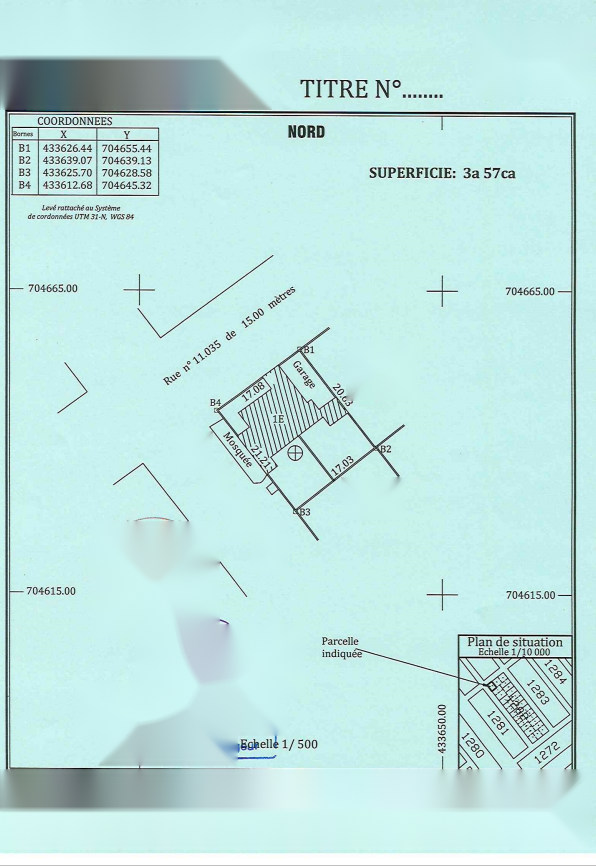 TITRE N°........
COORDONNEES
Bornes X Y
B1 433626.44 704655.44
B2 433639.07 704639.13
B3 433625.70 704628.58
B4 433612.68 704645.32
Levé rattaché au Système
de cordonnées UTM 31-N, WGS 84
NORD
SUPERFICIE: 3a 57ca
704665.00
704665.00
Rue n° 11.035 de 15.00 mètres
B1
Garage
17.08
20.63
B4
1E
Mosquée
21.21
B2
17.03
B3
704615.00
704615.00
Parcelle
indiquée
Plan de situation
Echelle 1/10 000
1284
1283
1281
1280
1272
433650.00
Echelle 1/ 500